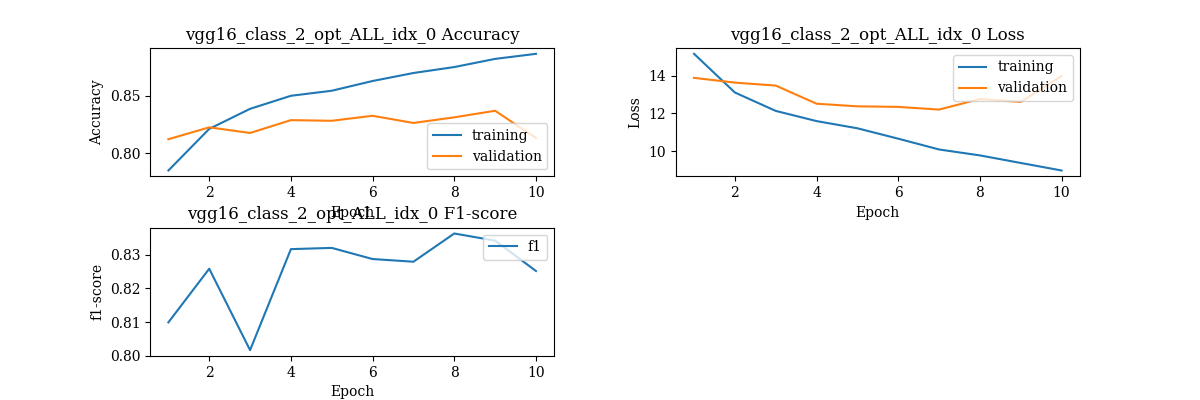 vgg16_class_2_opt_ALL_idx_0 Accuracy
Accuracy
0.85
0.80
training
validation
2 4 6 8 10
Epoch
vgg16_class_2_opt_ALL_idx_0 Loss
Loss
14
12
10
training
validation
2 4 6 8 10
Epoch
vgg16_class_2_opt_ALL_idx_0 F1-score
f1-score
0.83
0.82
0.81
0.80
f1
2 4 6 8 10
Epoch